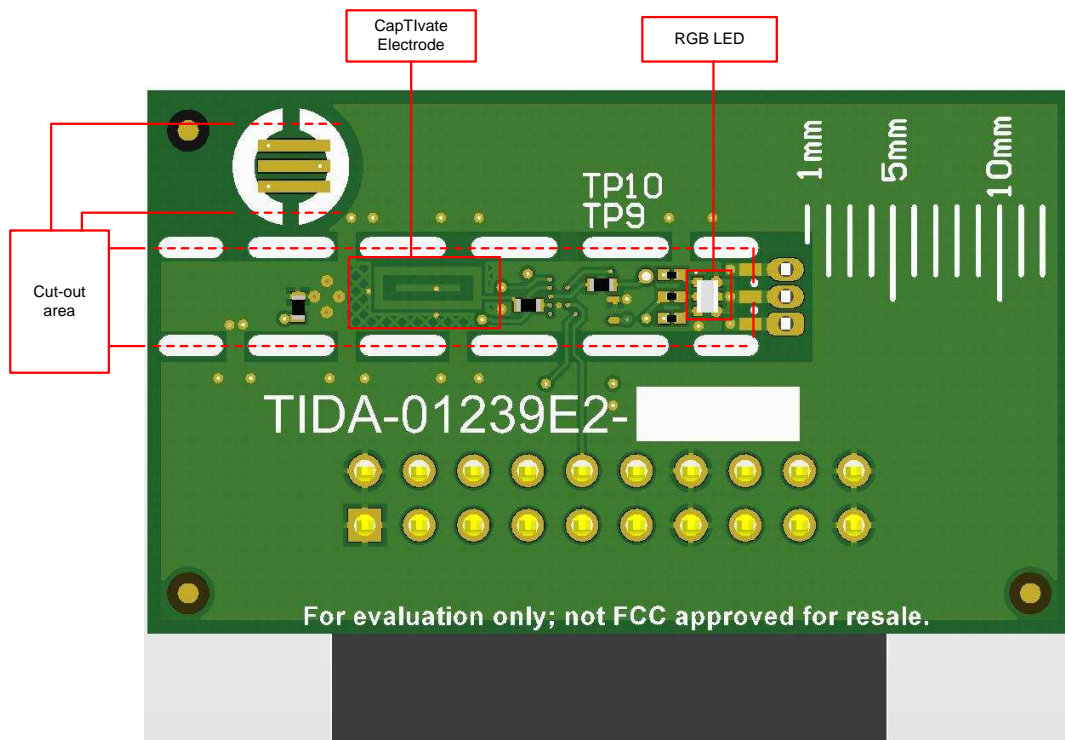 CapTIvate
Electrode
RGB LED
1mm
5mm
10mm
TP10
TP9
Cut-out
area
TIDA-01239E2-
For evaluation only; not FCC approved for resale.